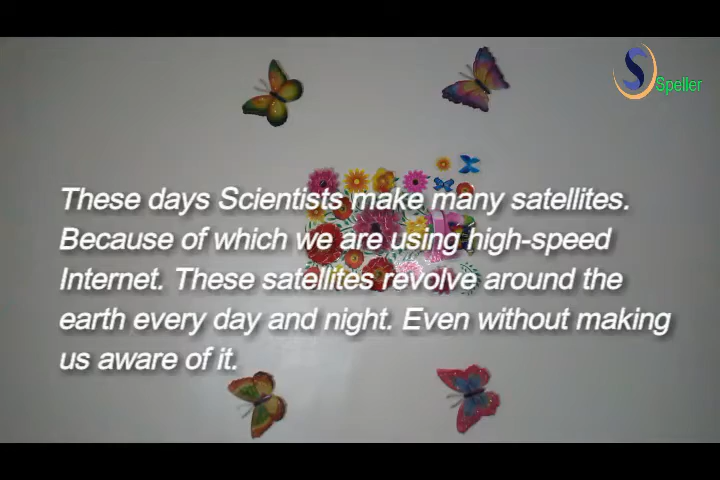 S
Speller
These days Scientists make many satellites.
Because of which we are using high-speed
Internet. These satellites revolve around the
earth every day and night. Even without making
us aware of it.